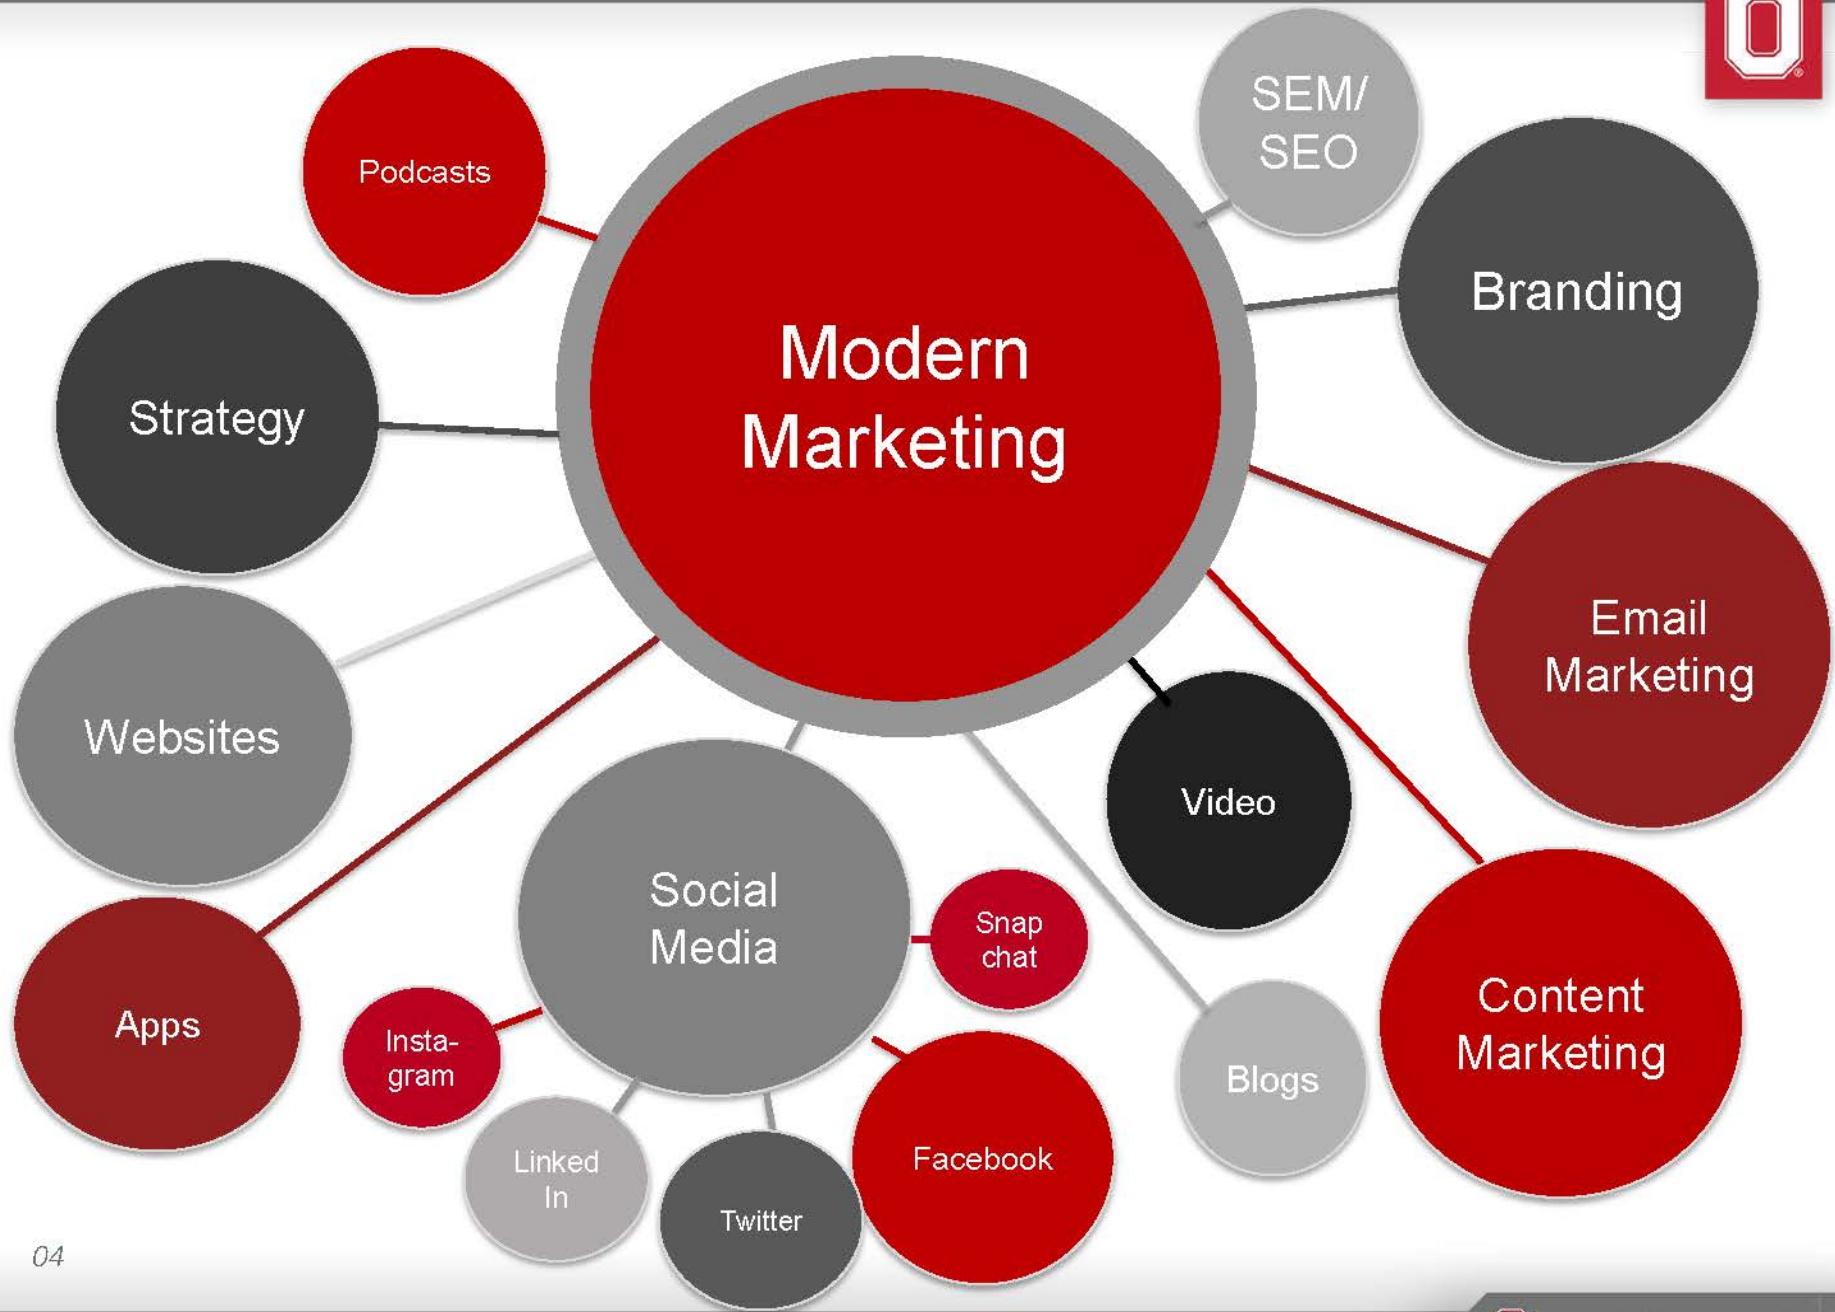 SEM/
SEO
Podcasts
Branding
Modern
Marketing
Strategy
Email
Marketing
Websites
Video
Social
Media
Snap
chat
Content
Marketing
Apps
Insta-
gram
Blogs
Linked
In
Facebook
Twitter
04